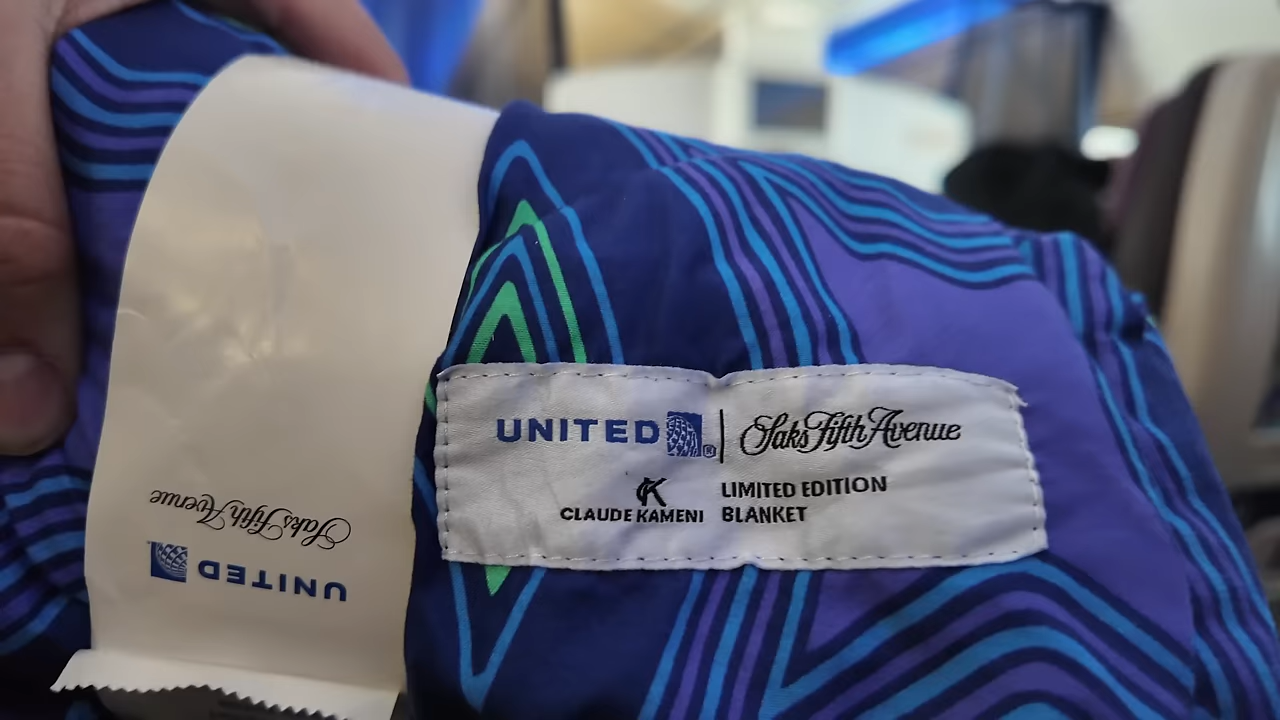 UNITED ® | Saks Fifth Avenue
CLAUDE KAMENI LIMITED EDITION
BLANKET
Saks Fifth Avenue
UNITED